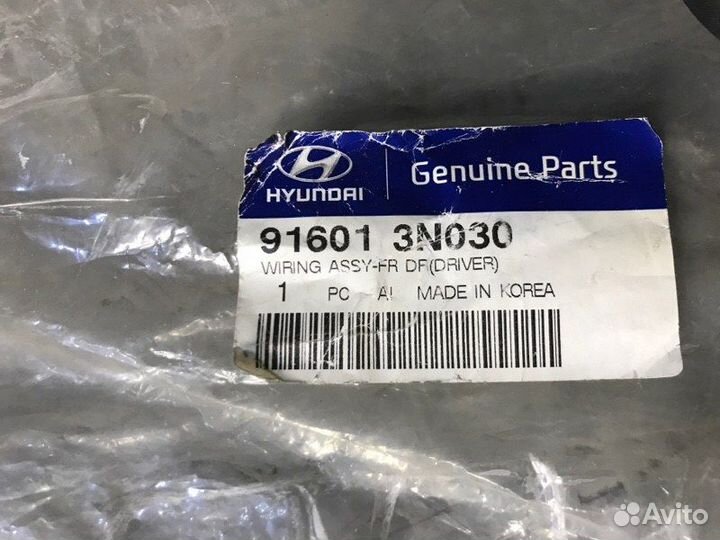 HYUNDAI
Genuine Parts
91601 3N030
WIRING ASSY-FR DR(DRIVER)
1 PC - A! MADE IN KOREA
Avito